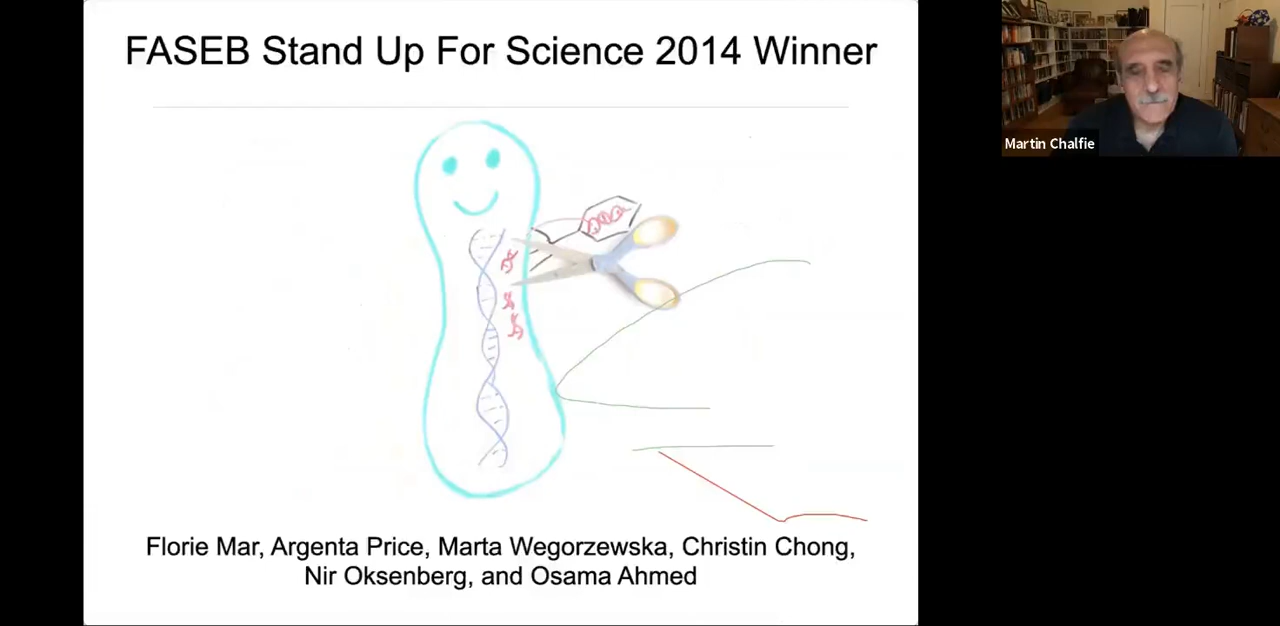 FASEB Stand Up For Science 2014 Winner
Martin Chalfie
Florie Mar, Argenta Price, Marta Wegorzewska, Christin Chong,
Nir Oksenberg, and Osama Ahmed